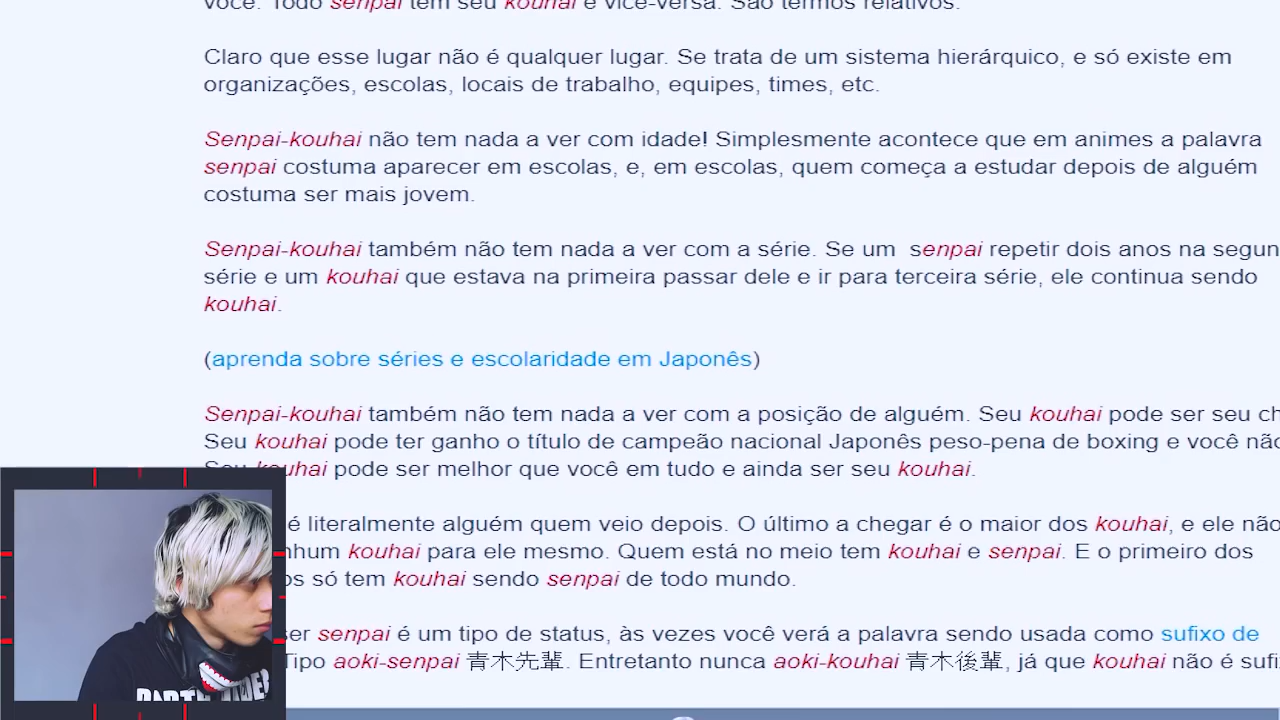 você. Todo senpai tem seu kouhai e vice-versa. São termos relativos.
Claro que esse lugar não é qualquer lugar. Se trata de um sistema hierárquico, e só existe em
organizações, escolas, locais de trabalho, equipes, times, etc.
Senpai-kouhai não tem nada a ver com idade! Simplesmente acontece que em animes a palavra
senpai costuma aparecer em escolas, e, em escolas, quem começa a estudar depois de alguém
costuma ser mais jovem.
Senpai-kouhai também não tem nada a ver com a série. Se um senpai repetir dois anos na segun
série e um kouhai que estava na primeira passar dele e ir para terceira série, ele continua sendo
kouhai.
(aprenda sobre séries e escolaridade em Japonês)
Senpai-kouhai também não tem nada a ver com a posição de alguém. Seu kouhai pode ser seu ch
Seu kouhai pode ter ganho o título de campeão nacional Japonês peso-pena de boxing e você não
Seu kouhai pode ser melhor que você em tudo e ainda ser seu kouhai.
é literalmente alguém quem veio depois. O último a chegar é o maior dos kouhai, e ele não
nhum kouhai para ele mesmo. Quem está no meio tem kouhai e senpai. E o primeiro dos
os só tem kouhai sendo senpai de todo mundo.
ser senpai é um tipo de status, às vezes você verá a palavra sendo usada como sufixo de
Tipo aoki-senpai 青木先輩. Entretanto nunca aoki-kouhai 青木後輩, já que kouhai não é sufi